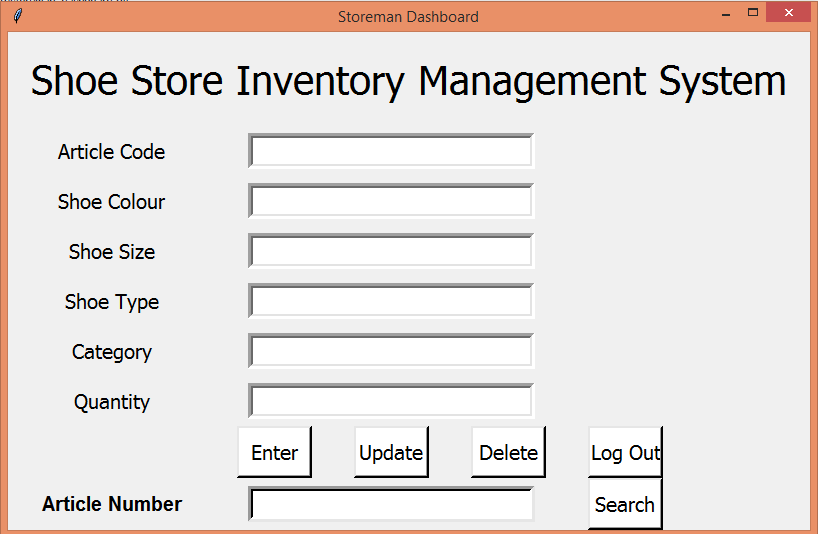 Storeman Dashboard
Shoe Store Inventory Management System
Article Code
Shoe Colour
Shoe Size
Shoe Type
Category
Quantity
Enter Update Delete Log Out
Article Number Search